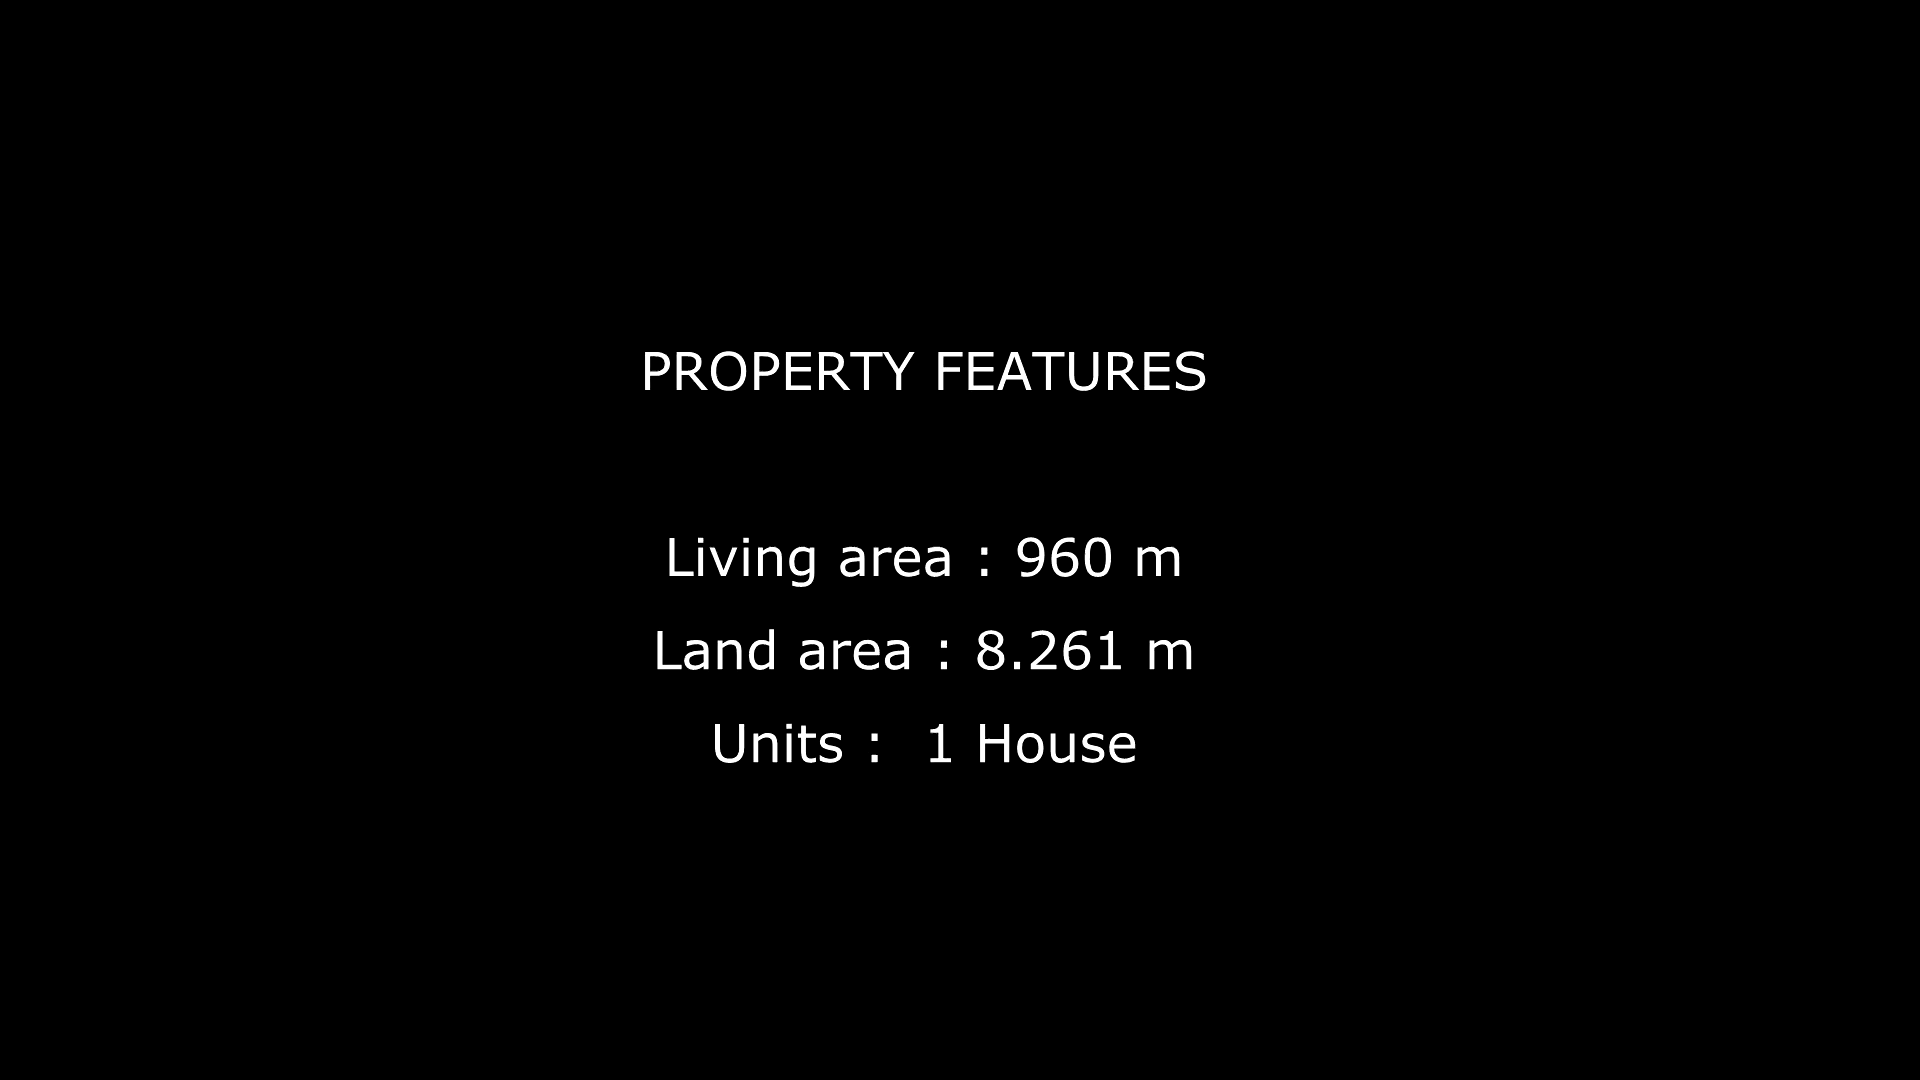 PROPERTY FEATURES
Living area : 960 m
Land area : 8.261 m
Units :  1 House